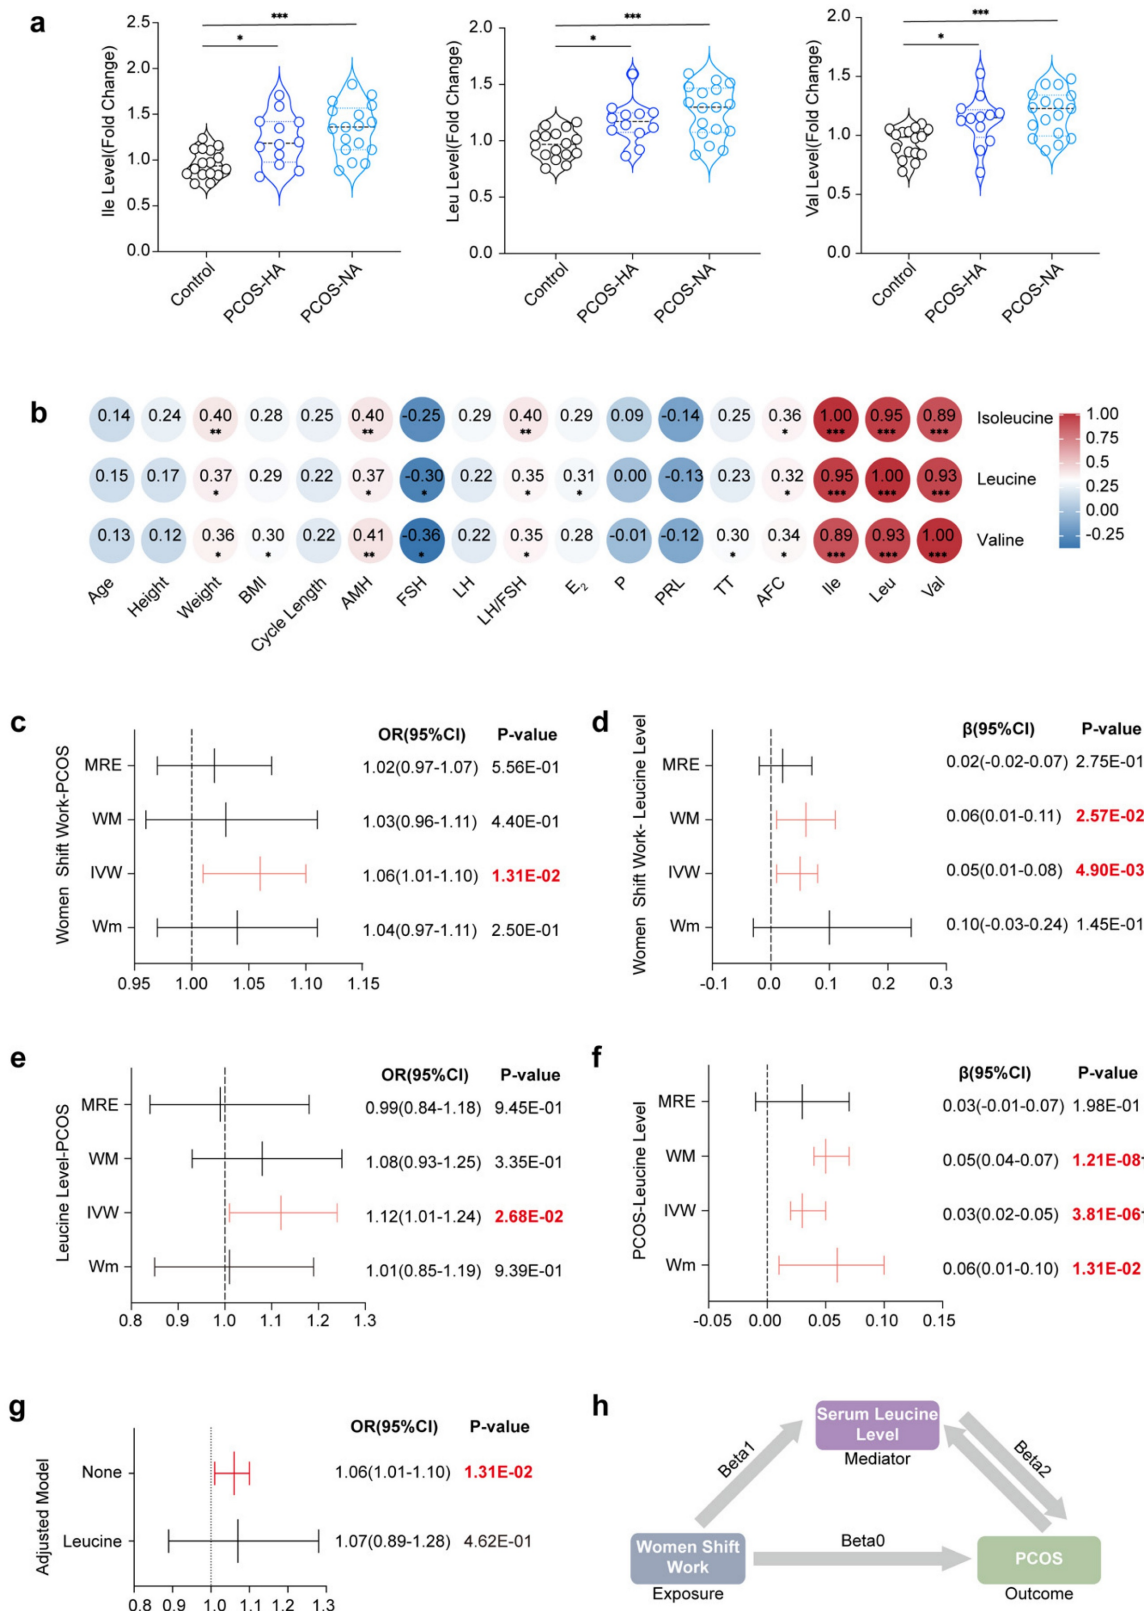 a
Ile Level(Fold Change)
2.5
2.0
1.5
1.0
0.5
0.0
***
*
Control
PCOS-HA
PCOS-NA
Leu Level(Fold Change)
2.0
1.5
1.0
0.5
0.0
***
*
Control
PCOS-HA
PCOS-NA
Val Level(Fold Change)
2.0
1.5
1.0
0.5
0.0
***
*
Control
PCOS-HA
PCOS-NA
b
0.14 0.24 0.40 0.28 0.25 0.40 -0.25 0.29 0.40 0.29 0.09 -0.14 0.25 0.36 1.00 0.95 0.89 Isoleucine
** ** ** * *** *** ***
0.15 0.17 0.37 0.29 0.22 0.37 -0.30 0.22 0.35 0.31 0.00 -0.13 0.23 0.32 0.95 1.00 0.93 Leucine
* * * * * * *** *** ***
0.13 0.12 0.36 0.30 0.22 0.41 -0.36 0.22 0.35 0.28 -0.01 -0.12 0.30 0.34 0.89 0.93 1.00 Valine
* * ** * * * * *** *** ***
Age Height Weight BMI Cycle Length AMH FSH LH LH/FSH E₂ P PRL TT AFC Ile Leu Val
1.00
0.75
0.50
0.25
0.00
-0.25
c
Women Shift Work-PCOS
OR(95%CI) P-value
MRE 1.02(0.97-1.07) 5.56E-01
WM 1.03(0.96-1.11) 4.40E-01
IVW 1.06(1.01-1.10) 1.31E-02
Wm 1.04(0.97-1.11) 2.50E-01
0.95 1.00 1.05 1.10 1.15
d
Women Shift Work- Leucine Level
β(95%CI) P-value
MRE 0.02(-0.02-0.07) 2.75E-01
WM 0.06(0.01-0.11) 2.57E-02
IVW 0.05(0.01-0.08) 4.90E-03
Wm 0.10(-0.03-0.24) 1.45E-01
-0.1 0.0 0.1 0.2 0.3
e
Leucine Level-PCOS
OR(95%CI) P-value
MRE 0.99(0.84-1.18) 9.45E-01
WM 1.08(0.93-1.25) 3.35E-01
IVW 1.12(1.01-1.24) 2.68E-02
Wm 1.01(0.85-1.19) 9.39E-01
0.8 0.9 1.0 1.1 1.2 1.3
f
PCOS-Leucine Level
β(95%CI) P-value
MRE 0.03(-0.01-0.07) 1.98E-01
WM 0.05(0.04-0.07) 1.21E-08
IVW 0.03(0.02-0.05) 3.81E-06
Wm 0.06(0.01-0.10) 1.31E-02
-0.05 0.00 0.05 0.10 0.15
g
Adjusted Model
OR(95%CI) P-value
None 1.06(1.01-1.10) 1.31E-02
Leucine 1.07(0.89-1.28) 4.62E-01
0.8 0.9 1.0 1.1 1.2 1.3
h
Serum Leucine
Level
Mediator
Beta1
Beta2
Beta0
Women Shift
Work
Exposure
PCOS
Outcome